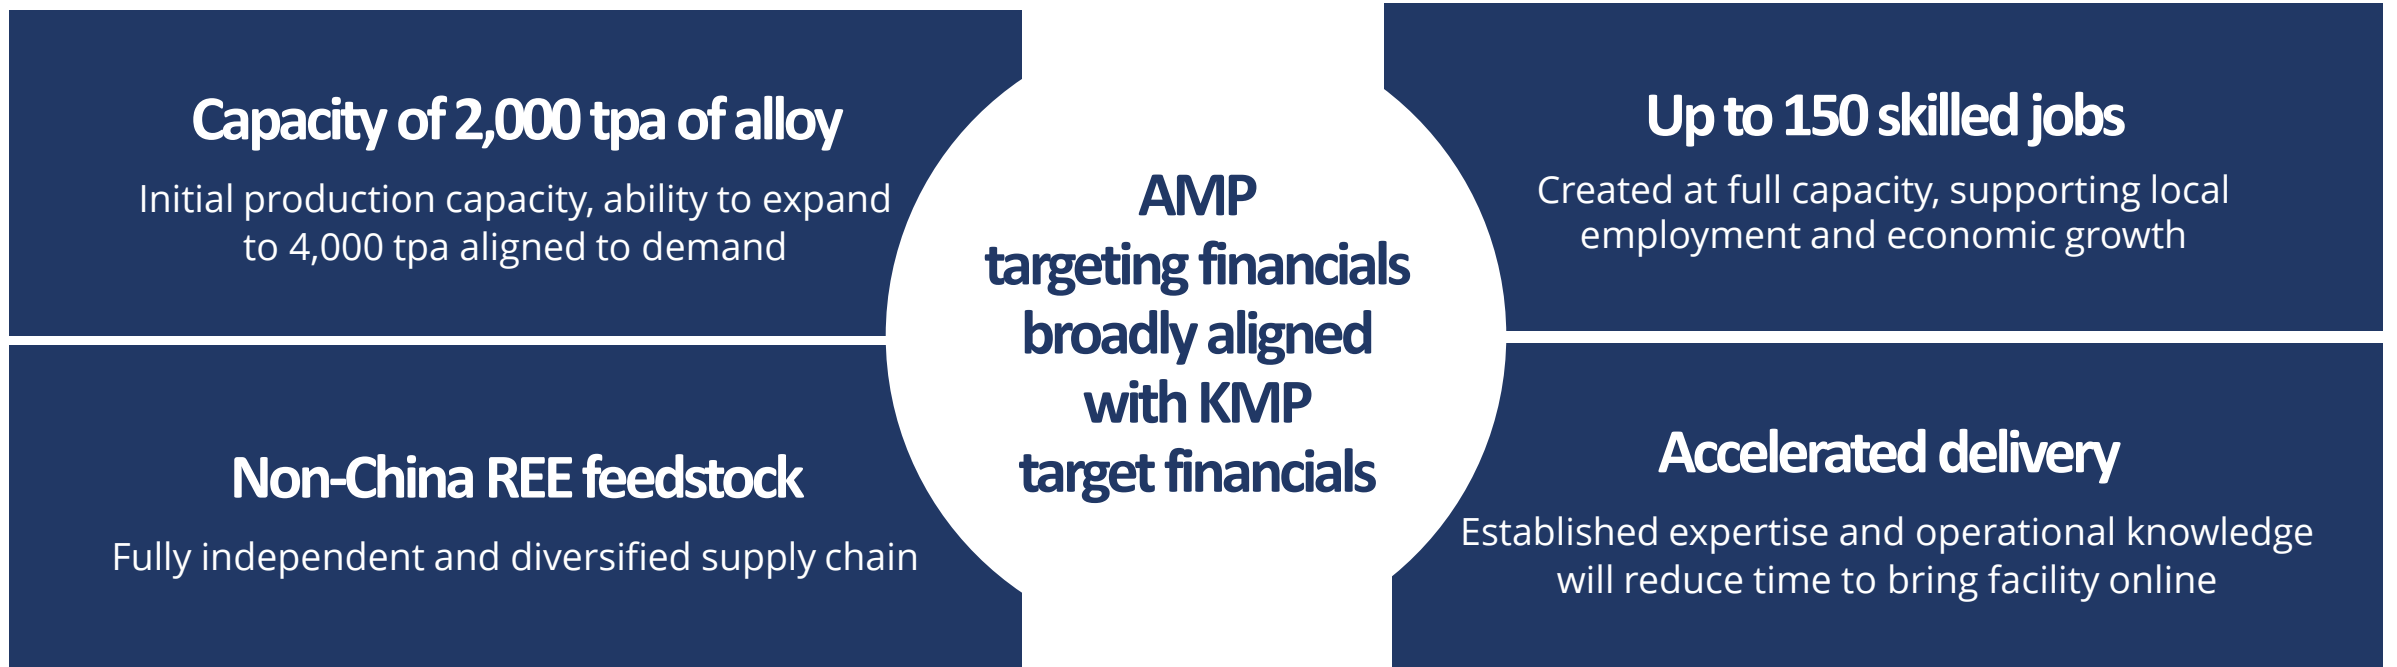 Capacity of 2,000 tpa of alloy
Initial production capacity, ability to expand
to 4,000 tpa aligned to demand
Non-China REE feedstock
Fully independent and diversified supply chain
AMP
targeting financials
broadly aligned
with KMP
target financials
Up to 150 skilled jobs
Created at full capacity, supporting local
employment and economic growth
Accelerated delivery
Established expertise and operational knowledge
will reduce time to bring facility online